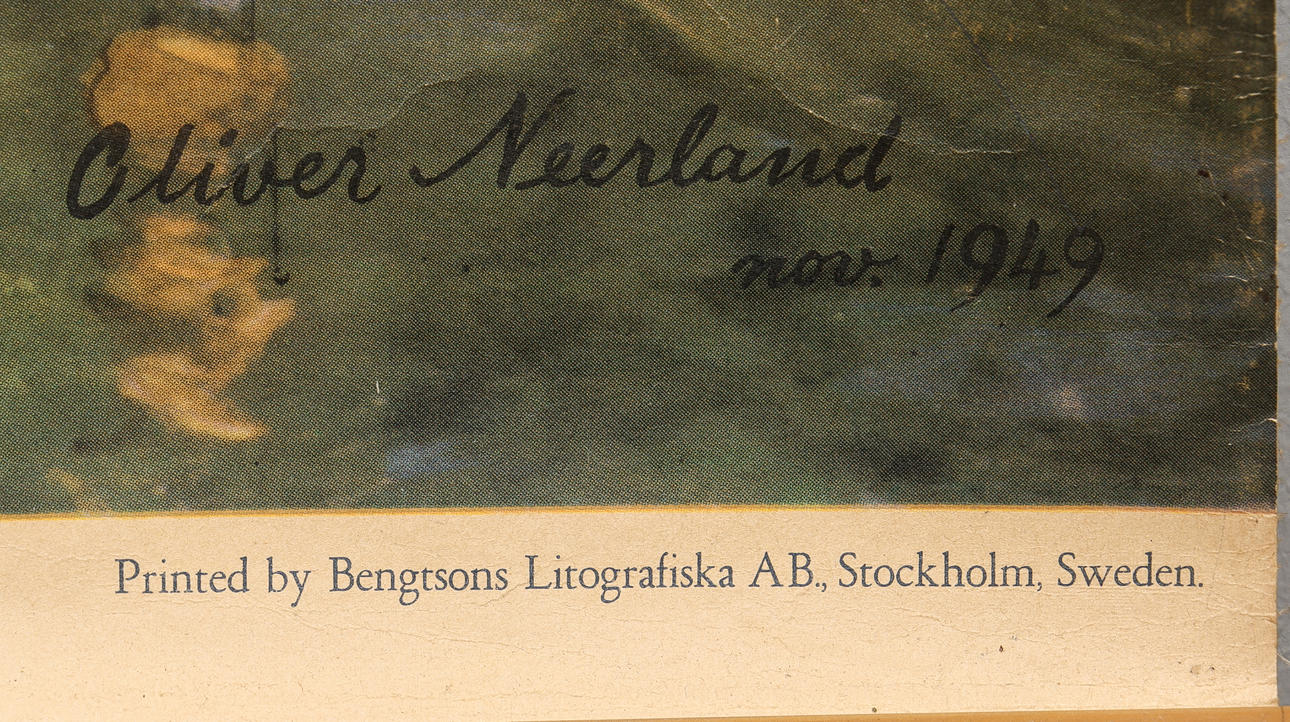 Oliver Neerland
nov. 1949
Printed by Bengtsons Litografiska AB., Stockholm, Sweden.